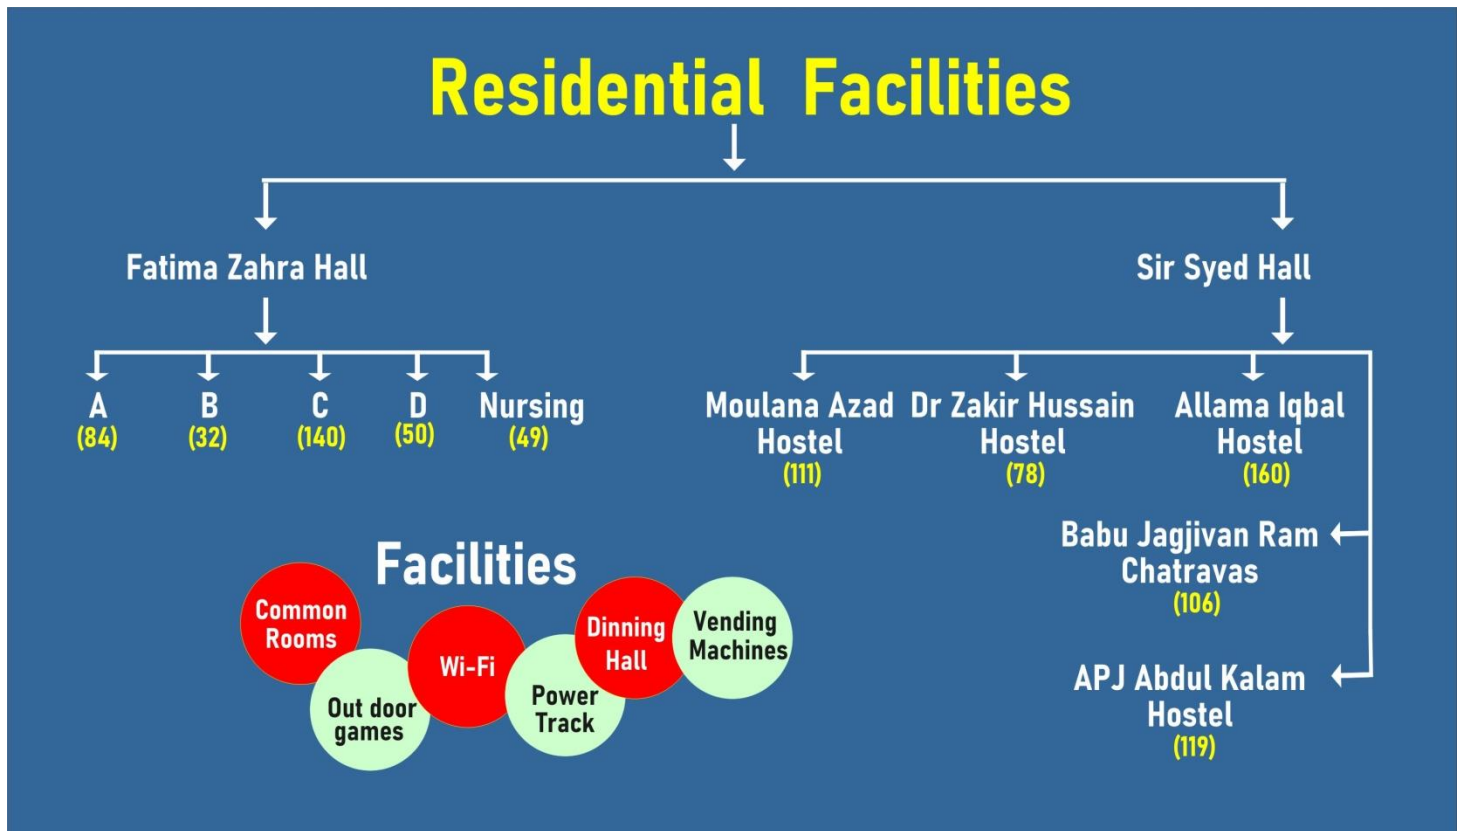 Residential Facilities
Fatima Zahra Hall
Sir Syed Hall
A
(84)
B
(32)
C
(140)
D
(50)
Nursing
(49)
Moulana Azad
Hostel
(111)
Dr Zakir Hussain
Hostel
(78)
Allama Iqbal
Hostel
(160)
Babu Jagjivan Ram
Chatravas
(106)
APJ Abdul Kalam
Hostel
(119)
Facilities
Common
Rooms
Out door
games
Wi-Fi
Power
Track
Dinning
Hall
Vending
Machines